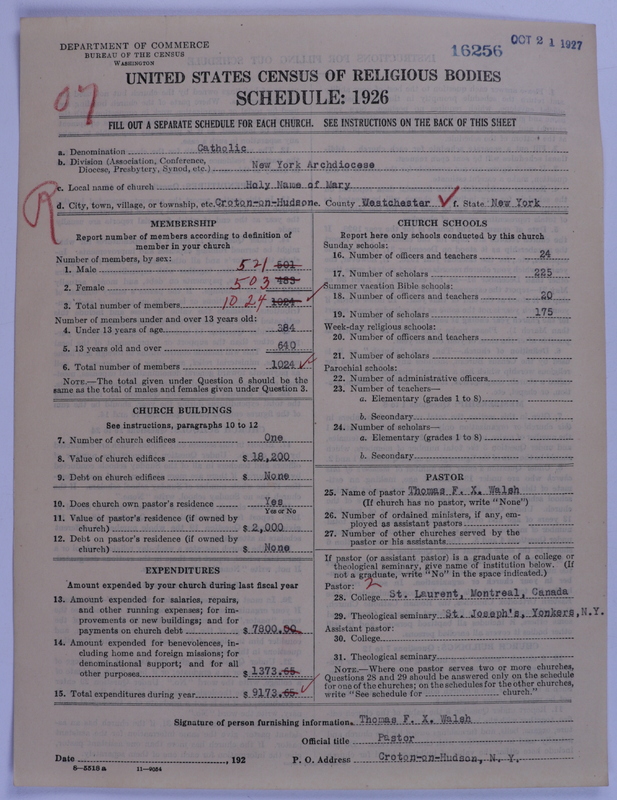 DEPARTMENT OF COMMERCE
BUREAU OF THE CENSUS
WASHINGTON
16256
OCT 21 1927
UNITED STATES CENSUS OF RELIGIOUS BODIES
SCHEDULE: 1926
07
FILL OUT A SEPARATE SCHEDULE FOR EACH CHURCH. SEE INSTRUCTIONS ON THE BACK OF THIS SHEET
a. Denomination Catholic
b. Division (Association, Conference,
Diocese, Presbytery, Synod, etc.) New York Archdiocese
c. Local name of church Holy Name of Mary
R
d. City, town, village, or township, etc. Croton-on-Hudson e. County Westchester f. State New York
MEMBERSHIP
Report number of members according to definition of
member in your church
Number of members, by sex:
1. Male 521 501
2. Female 503 483
3. Total number of members 1024 1024
Number of members under and over 13 years old:
4. Under 13 years of age 384
5. 13 years old and over 640
6. Total number of members 1024
NOTE.—The total given under Question 6 should be the
same as the total of males and females given under Question 3.
CHURCH BUILDINGS
See instructions, paragraphs 10 to 12
7. Number of church edifices One
8. Value of church edifices $ 18,200
9. Debt on church edifices $ None
10. Does church own pastor's residence Yes
Yes or No
11. Value of pastor's residence (if owned by
church) $ 2,000
12. Debt on pastor's residence (if owned by
church) $ None
EXPENDITURES
Amount expended by your church during last fiscal year
13. Amount expended for salaries, repairs,
and other running expenses; for im-
provements or new buildings; and for
payments on church debt $ 7800.00
14. Amount expended for benevolences, in-
cluding home and foreign missions; for
denominational support; and for all
other purposes $ 1373.65
15. Total expenditures during year $ 9173.65
CHURCH SCHOOLS
Report here only schools conducted by this church
Sunday schools:
16. Number of officers and teachers 24
17. Number of scholars 225
Summer vacation Bible schools:
18. Number of officers and teachers 20
19. Number of scholars 175
Week-day religious schools:
20. Number of officers and teachers
21. Number of scholars
Parochial schools:
22. Number of administrative officers
23. Number of teachers—
a. Elementary (grades 1 to 8)
b. Secondary
24. Number of scholars—
a. Elementary (grades 1 to 8)
b. Secondary
PASTOR
25. Name of pastor Thomas F. X. Walsh
(If church has no pastor, write "None")
26. Number of ordained ministers, if any, em-
ployed as assistant pastors
27. Number of other churches served by the
pastor or his assistants
If pastor (or assistant pastor) is a graduate of a college or
theological seminary, give name of institution below. (If
not a graduate, write "No" in the space indicated.)
Pastor: 2
28. College St. Laurent, Montreal, Canada
29. Theological seminary St. Joseph's, Yonkers, N.Y.
Assistant pastor:
30. College
31. Theological seminary
NOTE.—Where one pastor serves two or more churches,
Questions 28 and 29 should be answered only on the schedule
for one of the churches; on the schedules for the other churches,
write "See schedule for church."
Signature of person furnishing information Thomas F. X. Walsh
Official title Pastor
Date , 192 P. O. Address Croton-on-Hudson, N. Y.
8—5518 a 11—9054